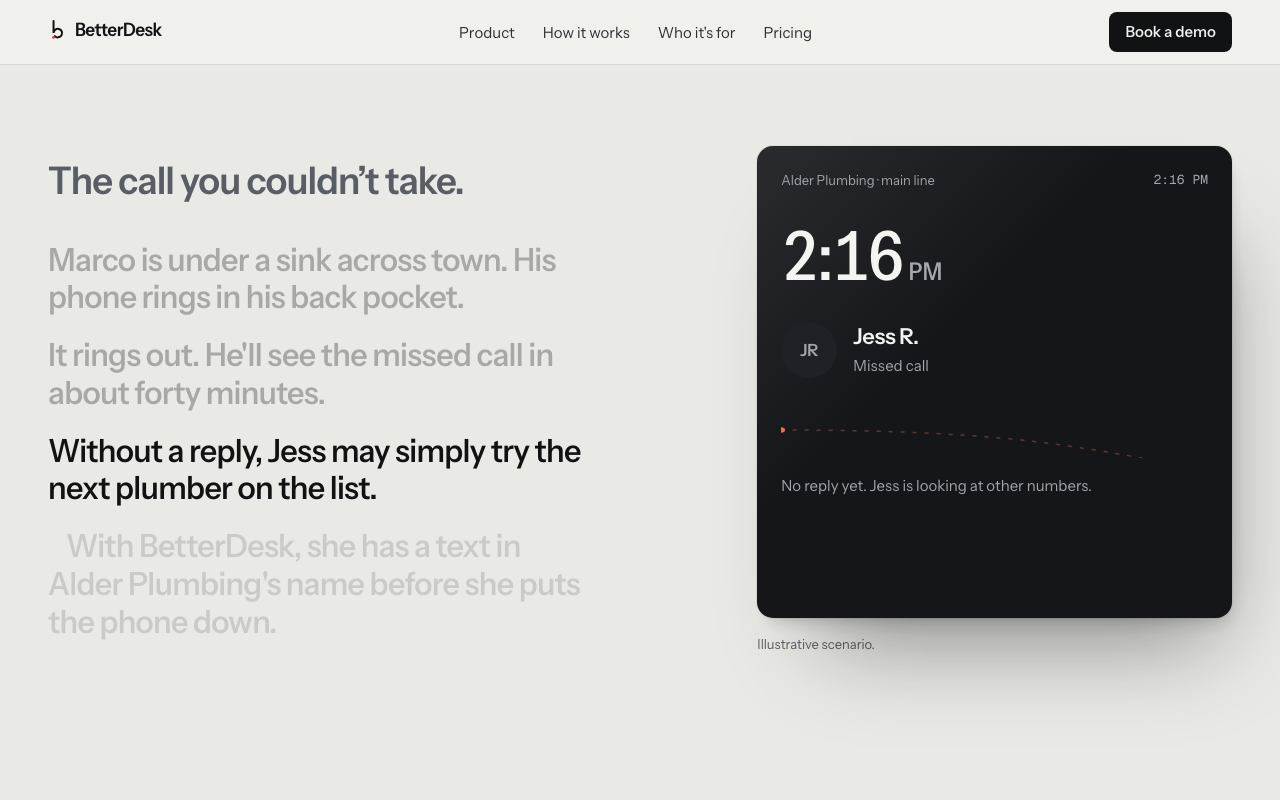 BetterDesk
Product
How it works
Who it's for
Pricing
Book a demo
The call you couldn’t take.
Marco is under a sink across town. His
phone rings in his back pocket.
It rings out. He'll see the missed call in
about forty minutes.
Without a reply, Jess may simply try the
next plumber on the list.
With BetterDesk, she has a text in
Alder Plumbing's name before she puts
the phone down.
Alder Plumbing · main line
2:16 PM
2:16 PM
JR
Jess R.
Missed call
No reply yet. Jess is looking at other numbers.
Illustrative scenario.